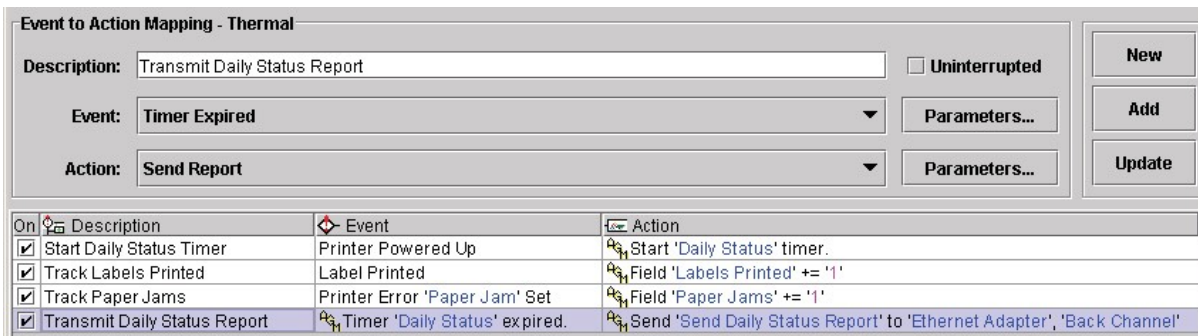 Event to Action Mapping - Thermal
Description: Transmit Daily Status Report Uninterrupted New
Event: Timer Expired Parameters... Add
Action: Send Report Parameters... Update
On Description Event Action
Start Daily Status Timer Printer Powered Up Start 'Daily Status' timer.
Track Labels Printed Label Printed Field 'Labels Printed' += '1'
Track Paper Jams Printer Error 'Paper Jam' Set Field 'Paper Jams' += '1'
Transmit Daily Status Report Timer 'Daily Status' expired. Send 'Send Daily Status Report' to 'Ethernet Adapter', 'Back Channel'